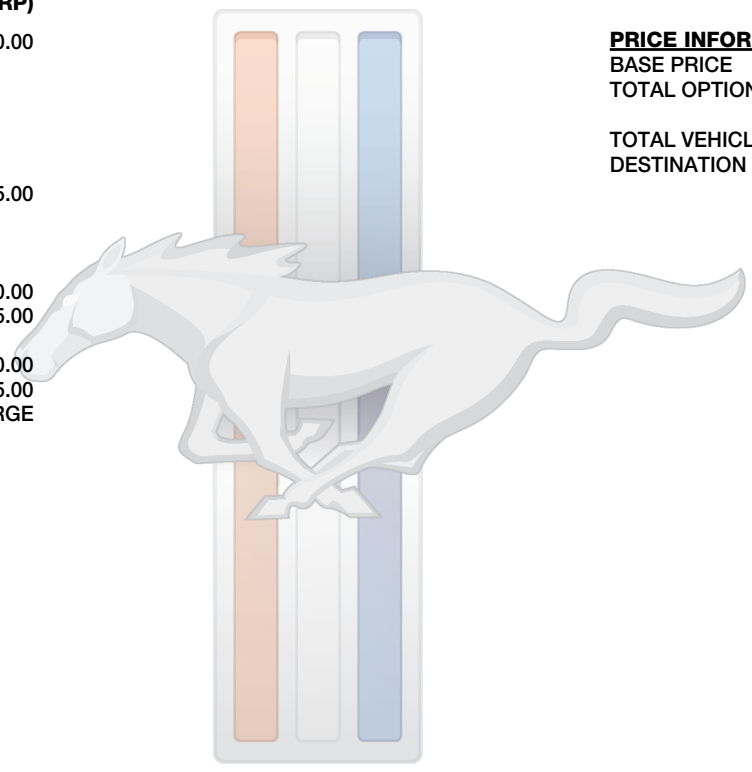 RP)
0.00
5.00
0.00
5.00
0.00
5.00
RGE
PRICE INFOR
BASE PRICE
TOTAL OPTION
TOTAL VEHICL
DESTINATION